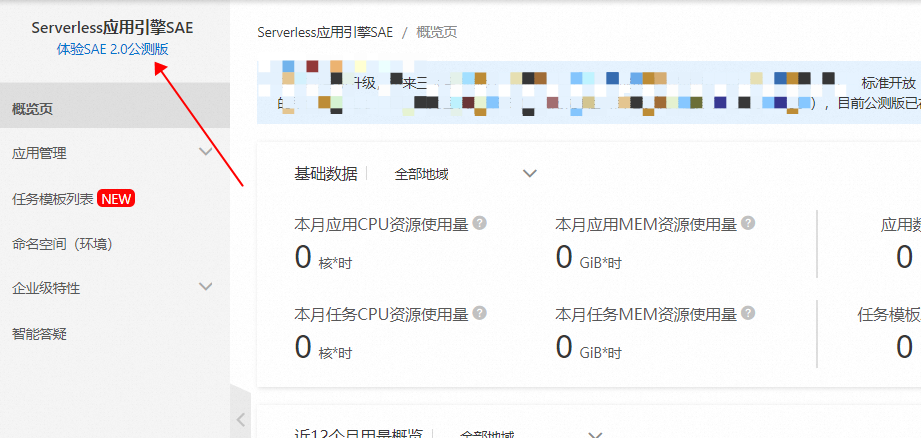 Serverless应用引擎SAE
体验SAE 2.0公测版
概览页
应用管理
任务模板列表 NEW
命名空间（环境）
企业级特性
智能答疑
Serverless应用引擎SAE / 概览页
升级，来三 标准开放
的 ），目前公测版已
基础数据 全部地域
本月应用CPU资源使用量 ? 本月应用MEM资源使用量 ? 应用数
0 核*时 0 GiB*时 0
本月任务CPU资源使用量 ? 本月任务MEM资源使用量 ? 任务模板
0 核*时 0 GiB*时 0
近12个月用量概览 全部地域